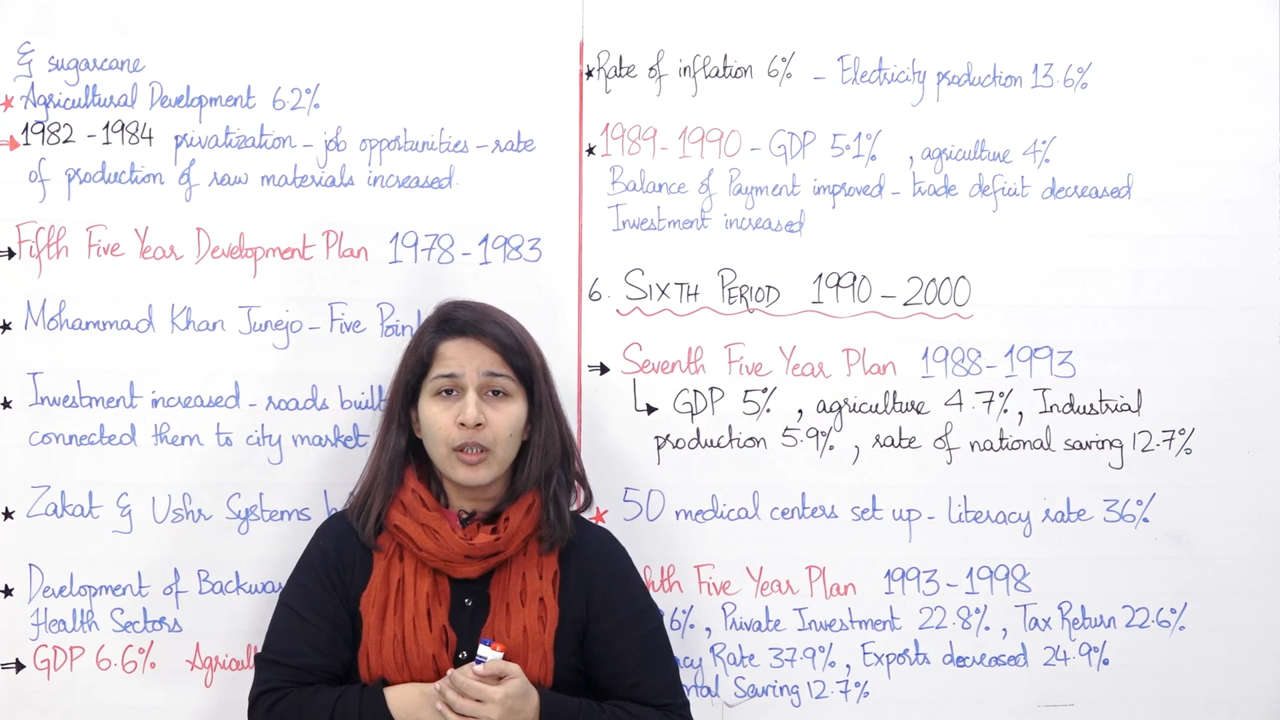 & sugarcane
* Agricultural Development 6.2%
→ 1982 - 1984 privatization - job opportunities - rate
of production of raw materials increased.
⇒ Fifth Five Year Development Plan 1978 - 1983
* Mohammad Khan Junejo - Five
* Investment increased - roads built
connected them to city market
* Zakat & Ushr Systems
* Development of
Health Sectors
⇒ GDP 6.6%
* Rate of inflation 6% - Electricity production 13.6%
* 1989 - 1990 - GDP 5.1% , agriculture 4%
Balance of Payment improved - trade deficit decreased
Investment increased
6. SIXTH PERIOD 1990 - 2000
⇒ Seventh Five Year Plan 1988 - 1993
↳ GDP 5% , agriculture 4.7%, Industrial
production 5.9% , rate of national saving 12.7%
* 50 medical centers set up - Literacy rate 36%
Five Year Plan 1993 - 1998
6% , Private Investment 22.8% , Tax Return 22.6%
Rate 37.9% , Exports decreased 24.9%
Saving 12.7%